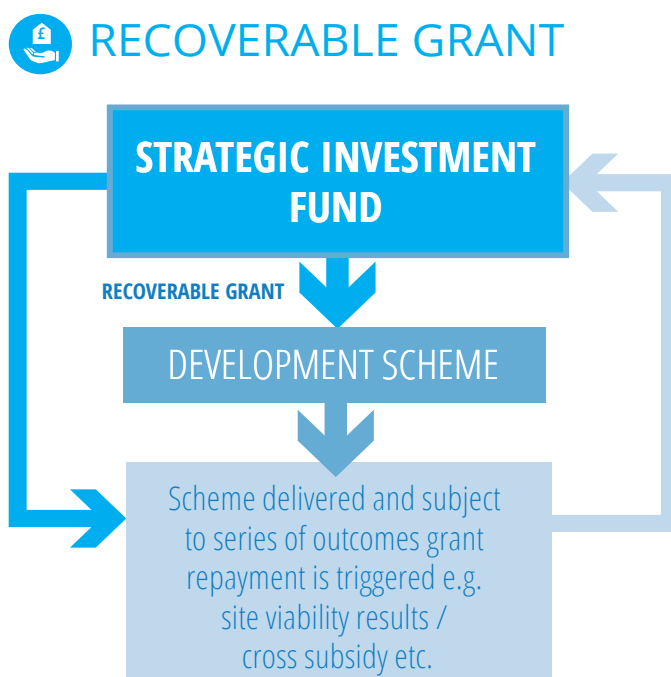 £
RECOVERABLE GRANT
STRATEGIC INVESTMENT
FUND
RECOVERABLE GRANT
DEVELOPMENT SCHEME
Scheme delivered and subject
to series of outcomes grant
repayment is triggered e.g.
site viability results /
cross subsidy etc.